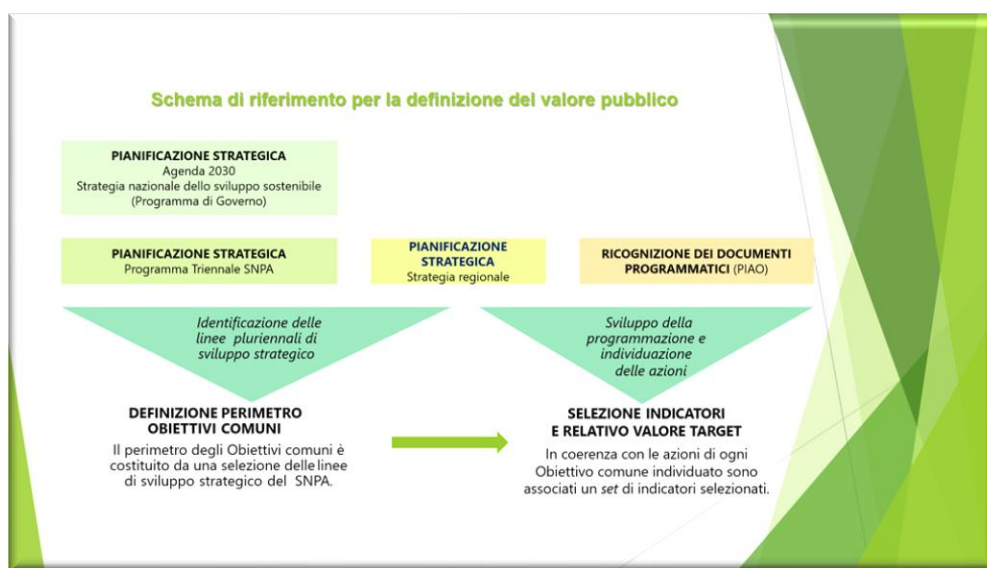 Schema di riferimento per la definizione del valore pubblico
PIANIFICAZIONE STRATEGICA
Agenda 2030
Strategia nazionale dello sviluppo sostenibile
(Programma di Governo)
PIANIFICAZIONE STRATEGICA
Programma Triennale SNPA
PIANIFICAZIONE
STRATEGICA
Strategia regionale
RICOGNIZIONE DEI DOCUMENTI
PROGRAMMATICI (PIAO)
Identificazione delle
linee pluriennali di
sviluppo strategico
Sviluppo della
programmazione e
individuazione
delle azioni
DEFINIZIONE PERIMETRO
OBIETTIVI COMUNI
Il perimetro degli Obiettivi comuni è
costituito da una selezione delle linee
di sviluppo strategico del SNPA.
SELEZIONE INDICATORI
E RELATIVO VALORE TARGET
In coerenza con le azioni di ogni
Obiettivo comune individuato sono
associati un set di indicatori selezionati.